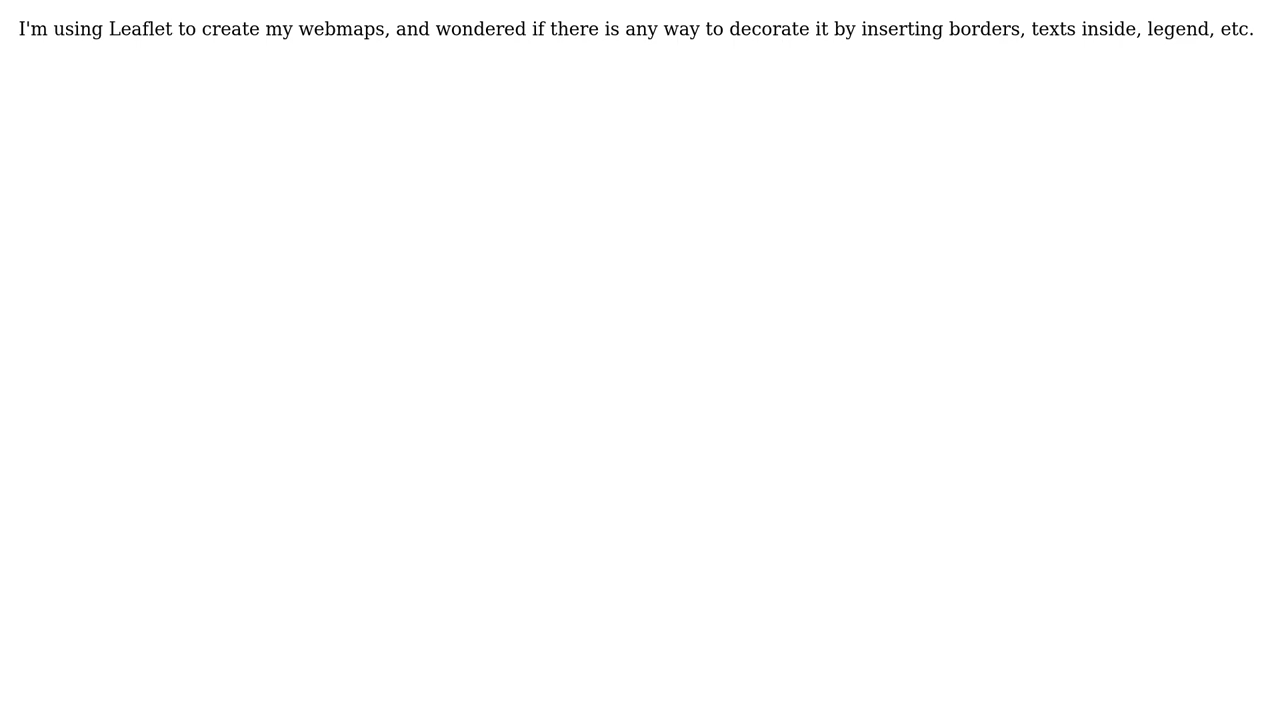 I'm using Leaflet to create my webmaps, and wondered if there is any way to decorate it by inserting borders, texts inside, legend, etc.